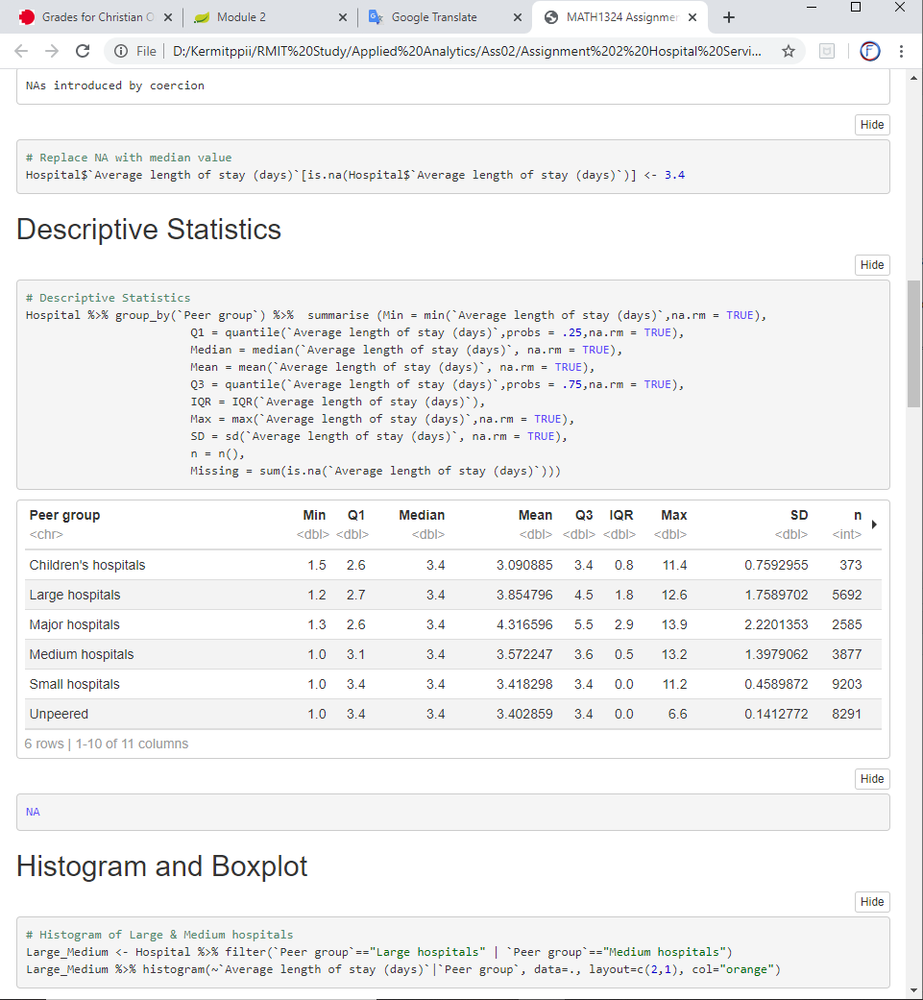 Grades for Christian O
Module 2
Google Translate
MATH1324 Assignmer
File | D:/Kermitppii/RMIT%20Study/Applied%20Analytics/Ass02/Assignment%202%20Hospital%20Servi...
NAs introduced by coercion
Hide
# Replace NA with median value
Hospital$`Average length of stay (days)`[is.na(Hospital$`Average length of stay (days)`)] <- 3.4
Descriptive Statistics
Hide
# Descriptive Statistics
Hospital %>% group_by(`Peer group`) %>%  summarise (Min = min(`Average length of stay (days)`,na.rm = TRUE),
Q1 = quantile(`Average length of stay (days)`,probs = .25,na.rm = TRUE),
Median = median(`Average length of stay (days)`, na.rm = TRUE),
Mean = mean(`Average length of stay (days)`, na.rm = TRUE),
Q3 = quantile(`Average length of stay (days)`,probs = .75,na.rm = TRUE),
IQR = IQR(`Average length of stay (days)`),
Max = max(`Average length of stay (days)`,na.rm = TRUE),
SD = sd(`Average length of stay (days)`, na.rm = TRUE),
n = n(),
Missing = sum(is.na(`Average length of stay (days)`)))
Peer group Min Q1 Median Mean Q3 IQR Max SD n
<chr> <dbl> <dbl> <dbl> <dbl> <dbl> <dbl> <dbl> <dbl> <int>
Children's hospitals 1.5 2.6 3.4 3.090885 3.4 0.8 11.4 0.7592955 373
Large hospitals 1.2 2.7 3.4 3.854796 4.5 1.8 12.6 1.7589702 5692
Major hospitals 1.3 2.6 3.4 4.316596 5.5 2.9 13.9 2.2201353 2585
Medium hospitals 1.0 3.1 3.4 3.572247 3.6 0.5 13.2 1.3979062 3877
Small hospitals 1.0 3.4 3.4 3.418298 3.4 0.0 11.2 0.4589872 9203
Unpeered 1.0 3.4 3.4 3.402859 3.4 0.0 6.6 0.1412772 8291
6 rows | 1-10 of 11 columns
Hide
NA
Histogram and Boxplot
Hide
# Histogram of Large & Medium hospitals
Large_Medium <- Hospital %>% filter(`Peer group`=="Large hospitals" | `Peer group`=="Medium hospitals")
Large_Medium %>% histogram(~`Average length of stay (days)`|`Peer group`, data=., layout=c(2,1), col="orange")